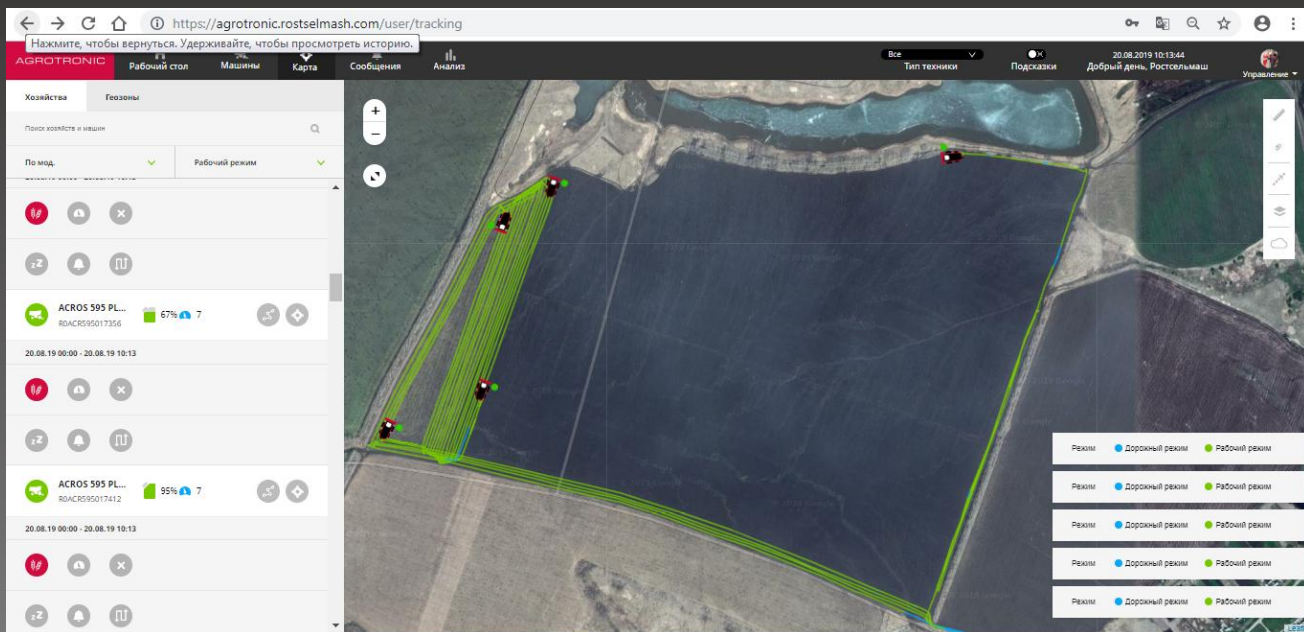 https://agrotronic.rostselmash.com/user/tracking
Нажмите, чтобы вернуться. Удерживайте, чтобы просмотреть историю.
AGROTRONIC
Рабочий стол
Машины
Карта
Сообщения
Анализ
Все
Тип техники
Подсказки
20.08.2019 10:13:44
Добрый день, Ростсельмаш
Управление
Хозяйства
Геозоны
Поиск хозяйств и машин
По мод.
Рабочий режим
zZ
ACROS 595 PL...
67%
7
R0ACR595017356
20.08.19 00:00 - 20.08.19 10:13
zZ
ACROS 595 PL...
95%
7
R0ACR595017412
20.08.19 00:00 - 20.08.19 10:13
zZ
Режим Дорожный режим Рабочий режим
Режим Дорожный режим Рабочий режим
Режим Дорожный режим Рабочий режим
Режим Дорожный режим Рабочий режим
Режим Дорожный режим Рабочий режим